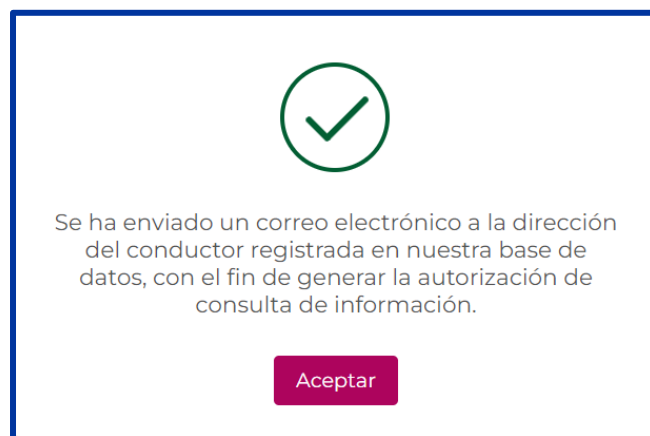 Se ha enviado un correo electrónico a la dirección
del conductor registrada en nuestra base de
datos, con el fin de generar la autorización de
consulta de información.
Aceptar